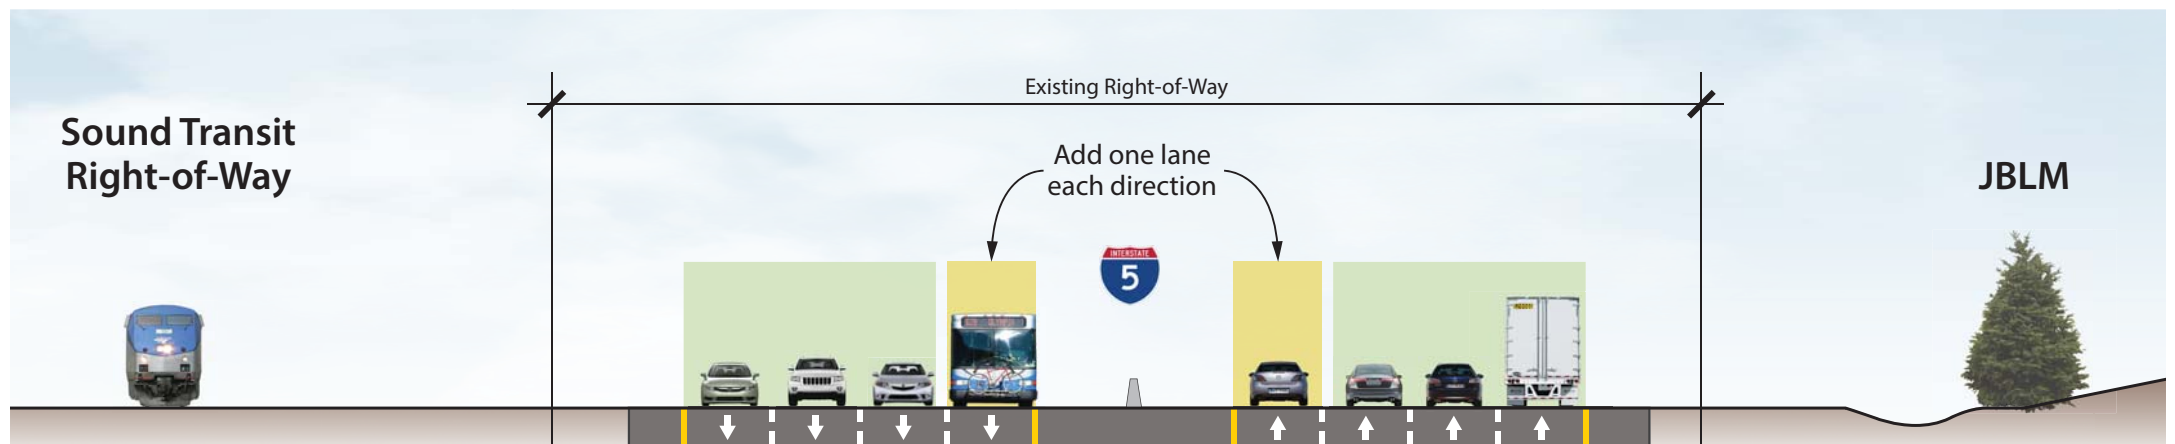 Existing Right-of-Way
Sound Transit
Right-of-Way
Add one lane
each direction
JBLM
INTERSTATE
5